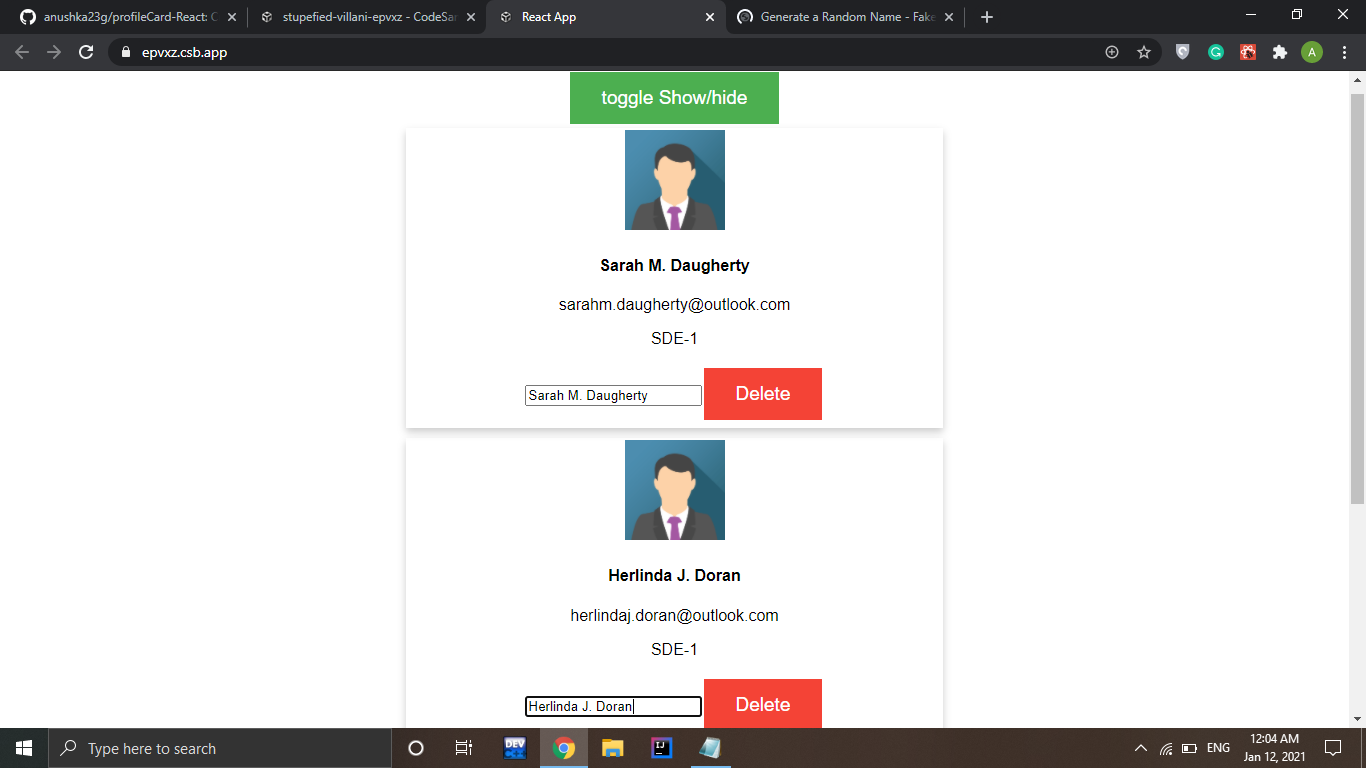 anushka23g/profileCard-React: C
stupefied-villani-epvxz - CodeSan
React App
Generate a Random Name - Fake
epvxz.csb.app
A
toggle Show/hide
Sarah M. Daugherty
sarahm.daugherty@outlook.com
SDE-1
Sarah M. Daugherty
Delete
Herlinda J. Doran
herlindaj.doran@outlook.com
SDE-1
Herlinda J. Doran
Delete
Type here to search
DEV
IJ
ENG
12:04 AM
Jan 12, 2021